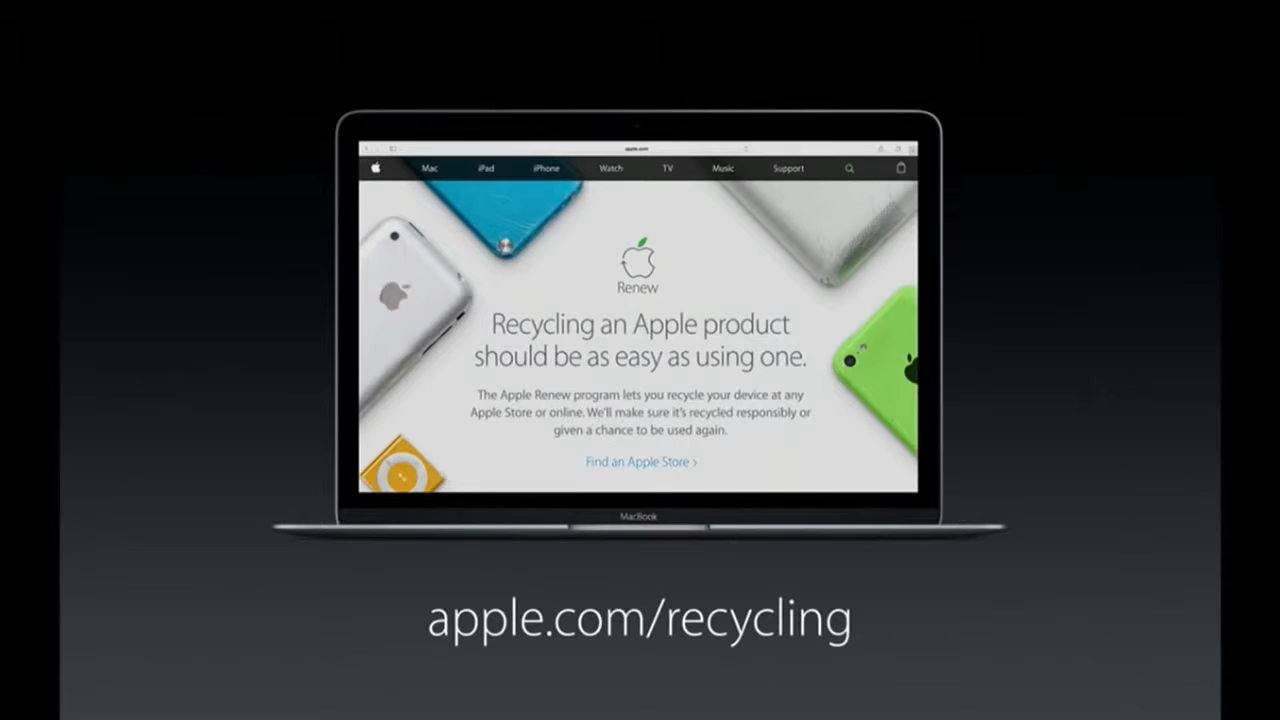 apple.com
Mac iPad iPhone Watch TV Music Support
Renew
Recycling an Apple product
should be as easy as using one.
The Apple Renew program lets you recycle your device at any
Apple Store or online. We'll make sure it's recycled responsibly or
given a chance to be used again.
Find an Apple Store >
MacBook
apple.com/recycling